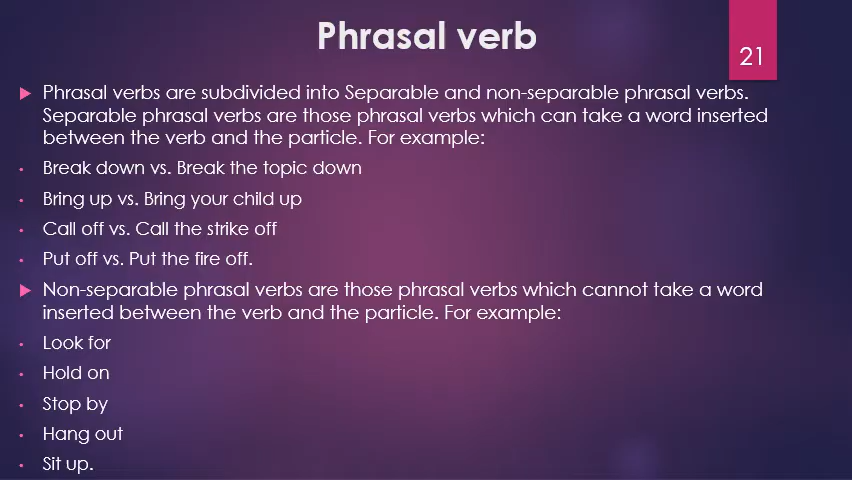 Phrasal verb
21
Phrasal verbs are subdivided into Separable and non-separable phrasal verbs.
Separable phrasal verbs are those phrasal verbs which can take a word inserted
between the verb and the particle. For example:
Break down vs. Break the topic down
Bring up vs. Bring your child up
Call off vs. Call the strike off
Put off vs. Put the fire off.
Non-separable phrasal verbs are those phrasal verbs which cannot take a word
inserted between the verb and the particle. For example:
Look for
Hold on
Stop by
Hang out
Sit up.